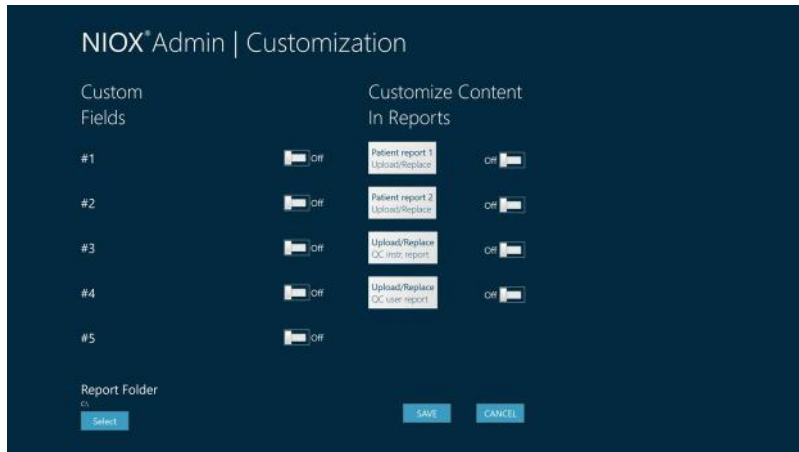 NIOX® Admin | Customization
Custom
Fields
Customize Content
In Reports
#1 Off
Patient report 1
Upload/Replace
Off
#2 Off
Patient report 2
Upload/Replace
Off
#3 Off
Upload/Replace
QC instr. report
Off
#4 Off
Upload/Replace
QC user report
Off
#5 Off
Report Folder
C:\
Select
SAVE
CANCEL